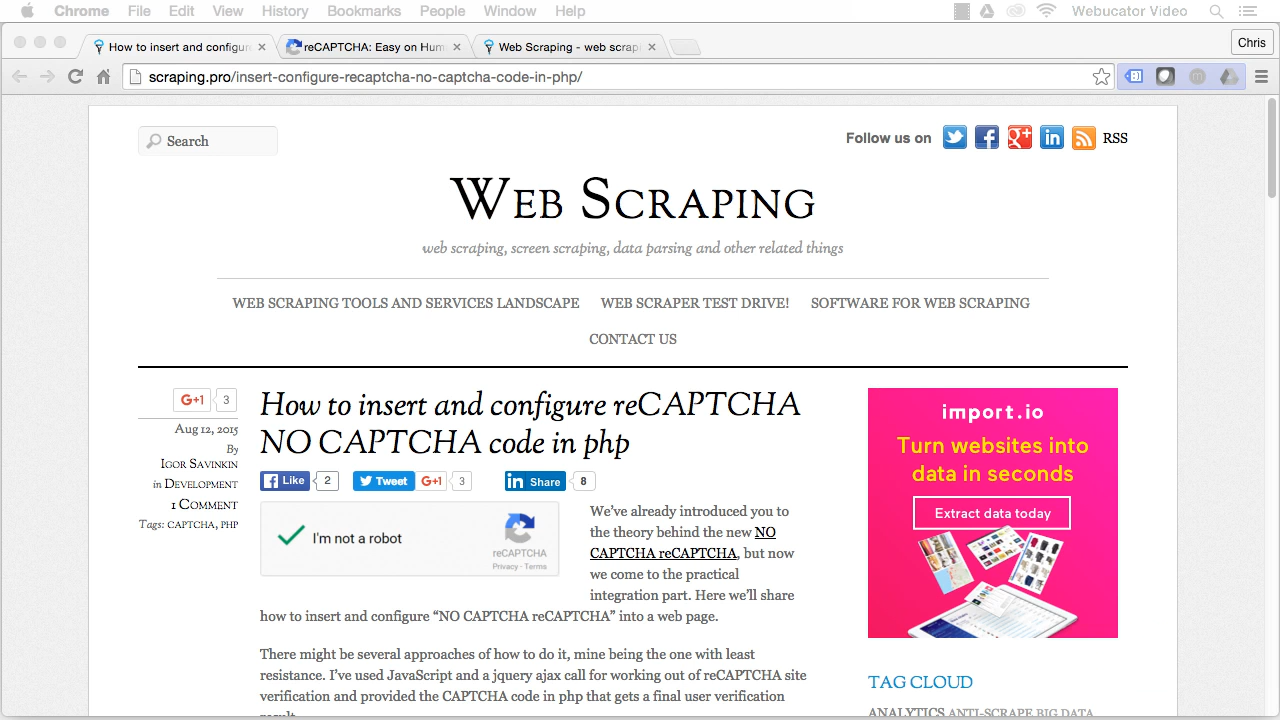 Chrome File Edit View History Bookmarks People Window Help Webucator Video
How to insert and configur
reCAPTCHA: Easy on Hum
Web Scraping - web scrap
Chris
scraping.pro/insert-configure-recaptcha-no-captcha-code-in-php/
Search
Follow us on
RSS
Web Scraping
web scraping, screen scraping, data parsing and other related things
WEB SCRAPING TOOLS AND SERVICES LANDSCAPE WEB SCRAPER TEST DRIVE! SOFTWARE FOR WEB SCRAPING
CONTACT US
G+1 3
Aug 12, 2015
By
Igor Savinkin
in Development
1 Comment
Tags: captcha, php
How to insert and configure reCAPTCHA
NO CAPTCHA code in php
Like 2 Tweet G+1 3 in Share 8
I'm not a robot
reCAPTCHA
Privacy - Terms
We've already introduced you to
the theory behind the new NO
CAPTCHA reCAPTCHA, but now
we come to the practical
integration part. Here we'll share
how to insert and configure “NO CAPTCHA reCAPTCHA” into a web page.
There might be several approaches of how to do it, mine being the one with least
resistance. I've used JavaScript and a jquery ajax call for working out of reCAPTCHA site
verification and provided the CAPTCHA code in php that gets a final user verification
result
import.io
Turn websites into
data in seconds
Extract data today
TAG CLOUD
ANALYTICS ANTI-SCRAPE BIG DATA